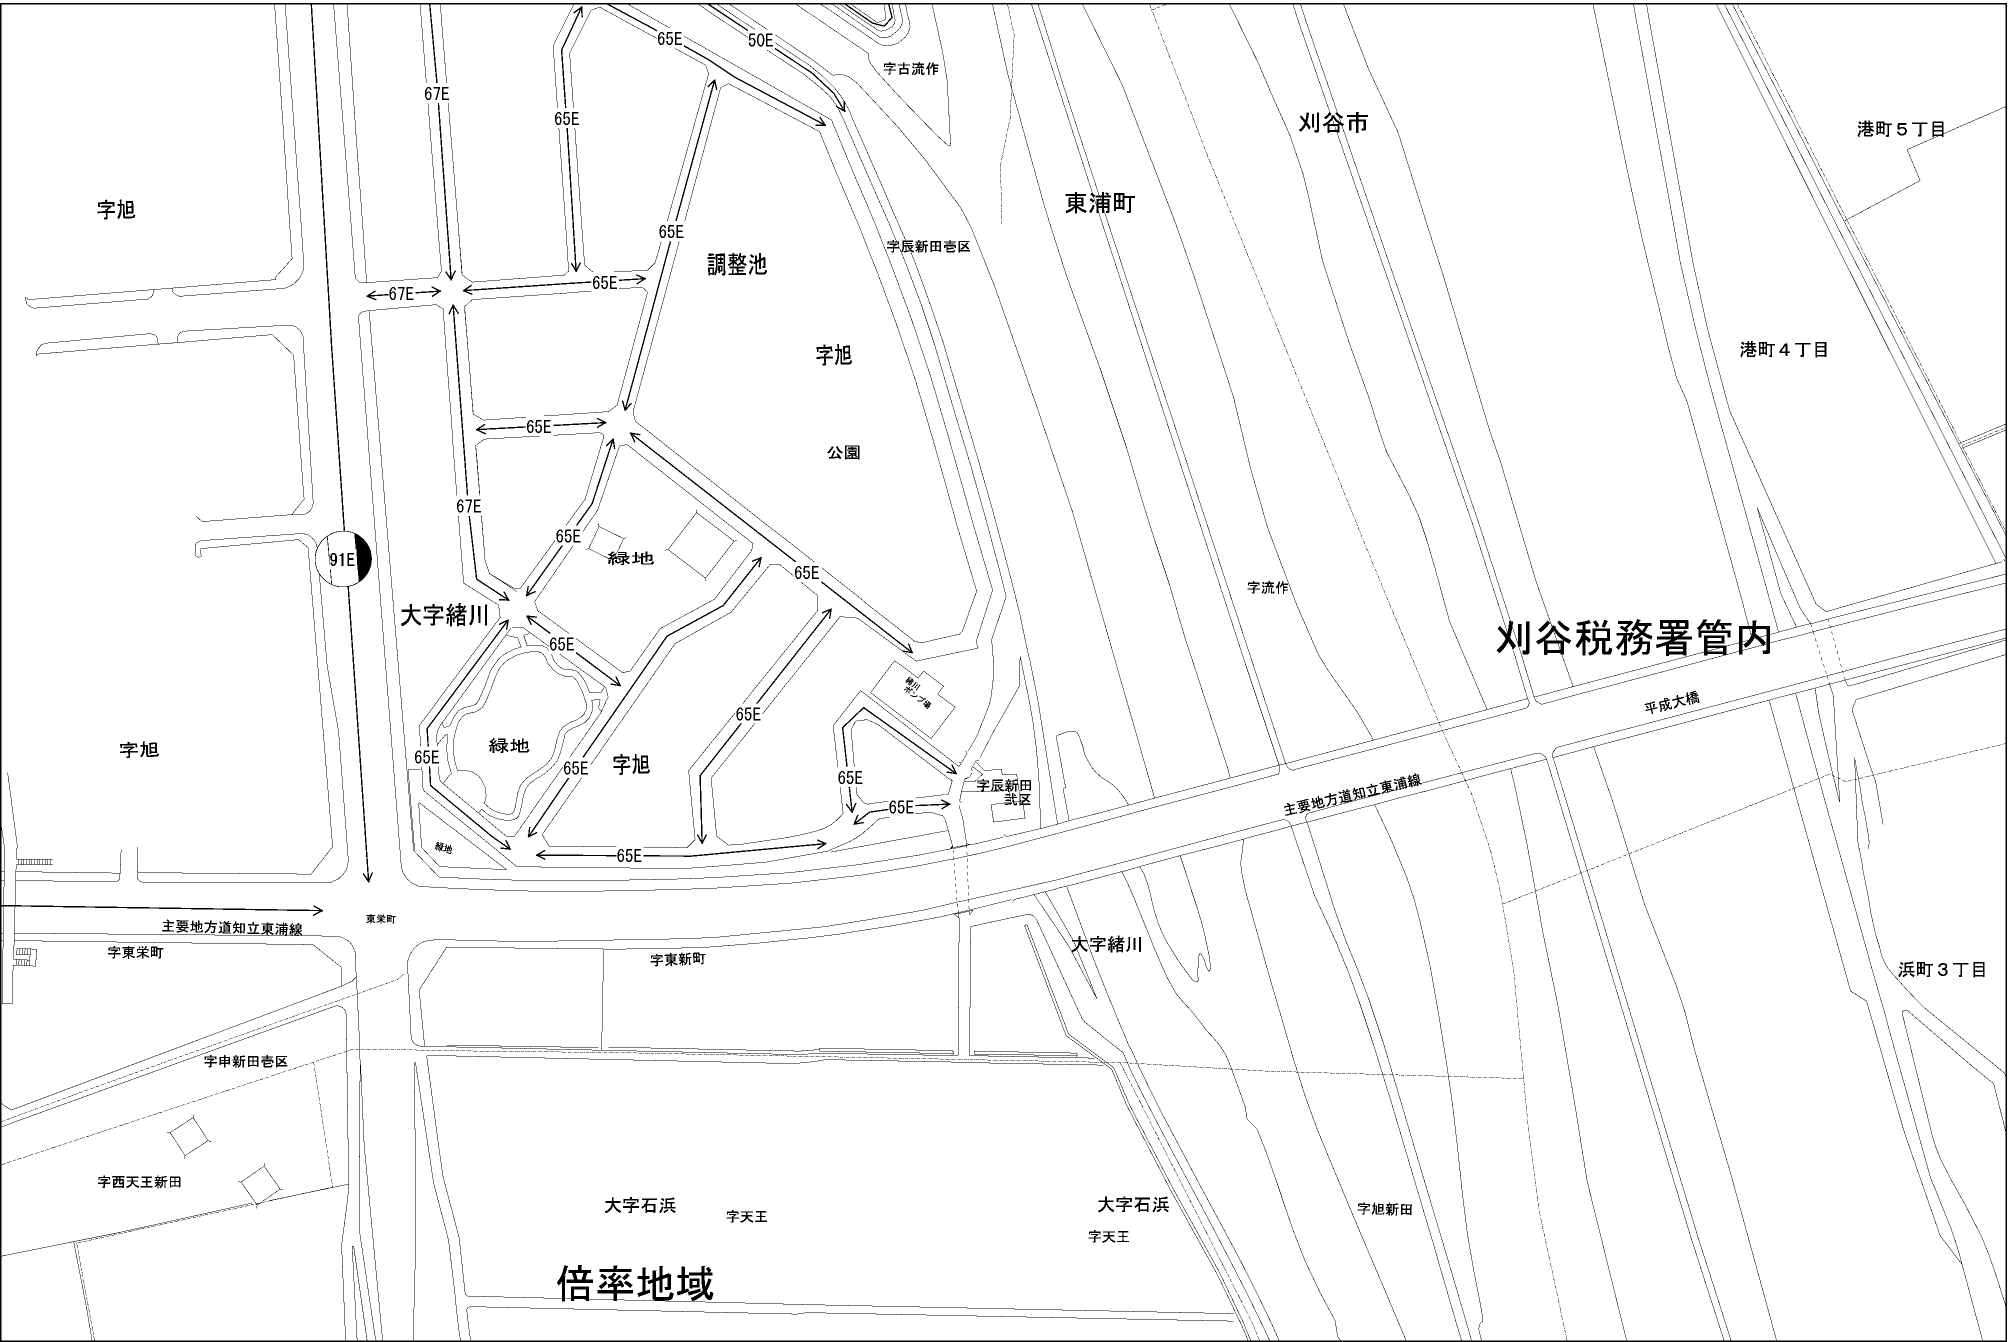 65E
50E
字古流作
67E
65E
刈谷市
港町５丁目
字旭
東浦町
65E
字辰新田壱区
調整池
65E
67E
港町４丁目
字旭
65E
公園
67E
65E
91E
緑地
65E
字流作
大字緒川
刈谷税務署管内
65E
緒川
ポンプ場
平成大橋
65E
字旭
緑地
65E
65E
字旭
65E
字辰新田
弐区
主要地方道知立東浦線
65E
緑地
65E
東栄町
主要地方道知立東浦線
字東栄町
字東新町
大字緒川
浜町３丁目
字申新田壱区
字西天王新田
大字石浜
字天王
大字石浜
字天王
字旭新田
倍率地域